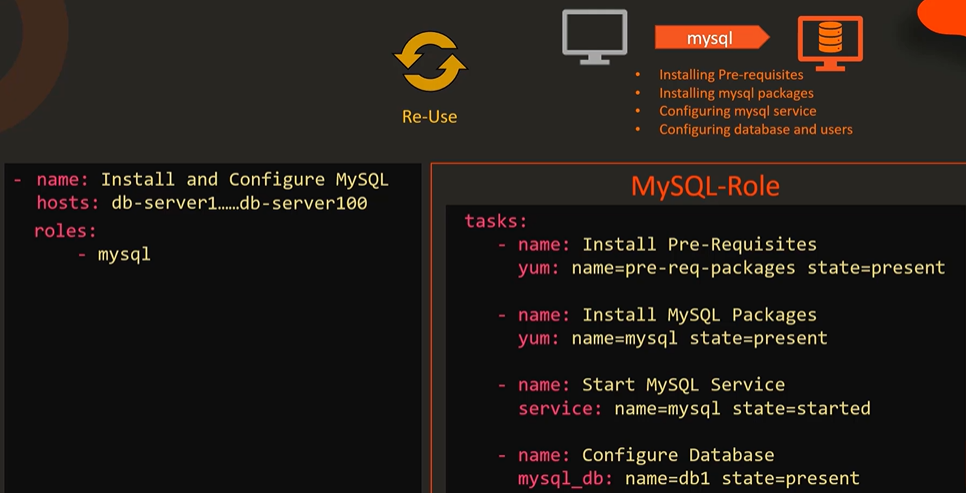 mysql
Re-Use
• Installing Pre-requisites
• Installing mysql packages
• Configuring mysql service
• Configuring database and users
- name: Install and Configure MySQL
hosts: db-server1……db-server100
roles:
- mysql
MySQL-Role
tasks:
- name: Install Pre-Requisites
yum: name=pre-req-packages state=present
- name: Install MySQL Packages
yum: name=mysql state=present
- name: Start MySQL Service
service: name=mysql state=started
- name: Configure Database
mysql_db: name=db1 state=present